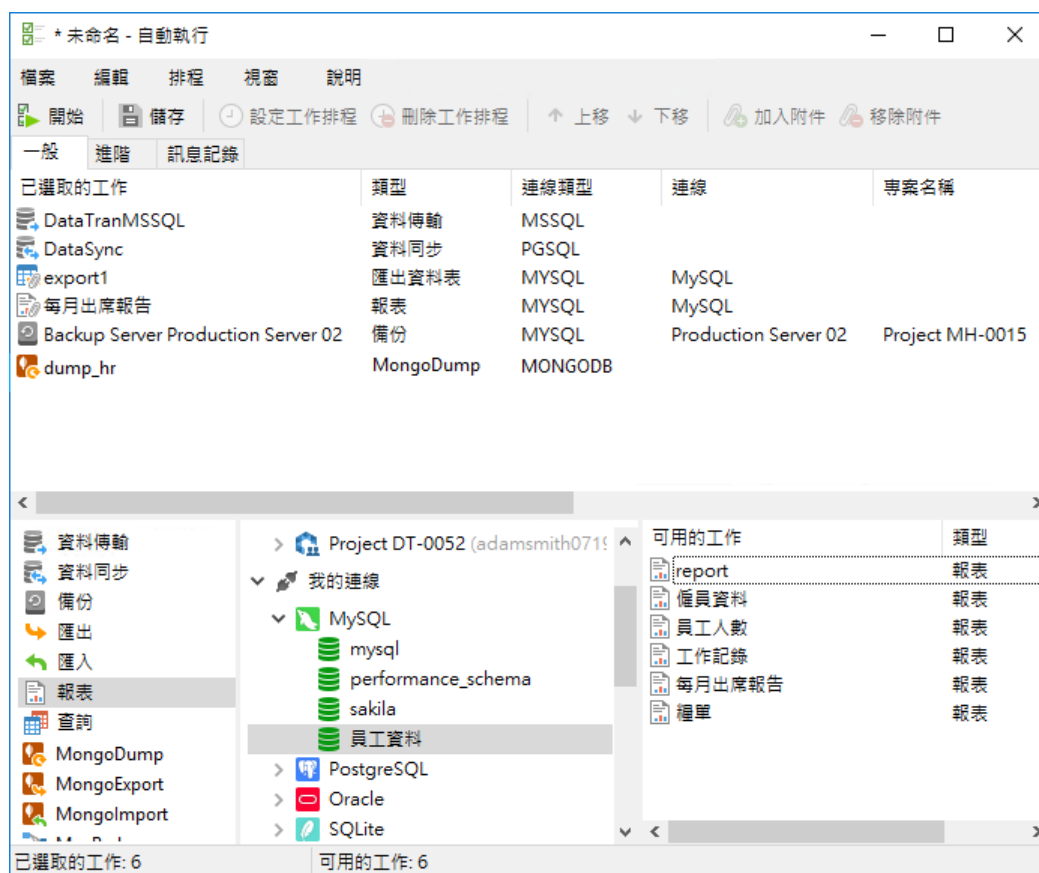 * 未命名 - 自動執行
檔案 編輯 排程 視窗 說明
開始 儲存 設定工作排程 刪除工作排程 上移 下移 加入附件 移除附件
一般 進階 訊息記錄
已選取的工作 類型 連線類型 連線 專案名稱
DataTranMSSQL 資料傳輸 MSSQL
DataSync 資料同步 PGSQL
export1 匯出資料表 MYSQL MySQL
每月出席報告 報表 MYSQL MySQL
Backup Server Production Server 02 備份 MYSQL Production Server 02 Project MH-0015
dump_hr MongoDump MONGODB
資料傳輸
資料同步
備份
匯出
匯入
報表
查詢
MongoDump
MongoExport
MongoImport
Project DT-0052 (adamsmith0719
我的連線
MySQL
mysql
performance_schema
sakila
員工資料
PostgreSQL
Oracle
SQLite
可用的工作 類型
report 報表
僱員資料 報表
員工人數 報表
工作記錄 報表
每月出席報告 報表
糧單 報表
已選取的工作: 6 可用的工作: 6